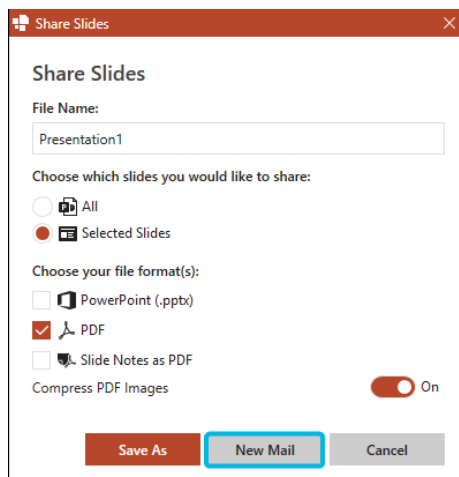 Share Slides
Share Slides
File Name:
Presentation1
Choose which slides you would like to share:
All
Selected Slides
Choose your file format(s):
PowerPoint (.pptx)
PDF
Slide Notes as PDF
Compress PDF Images On
Save As New Mail Cancel